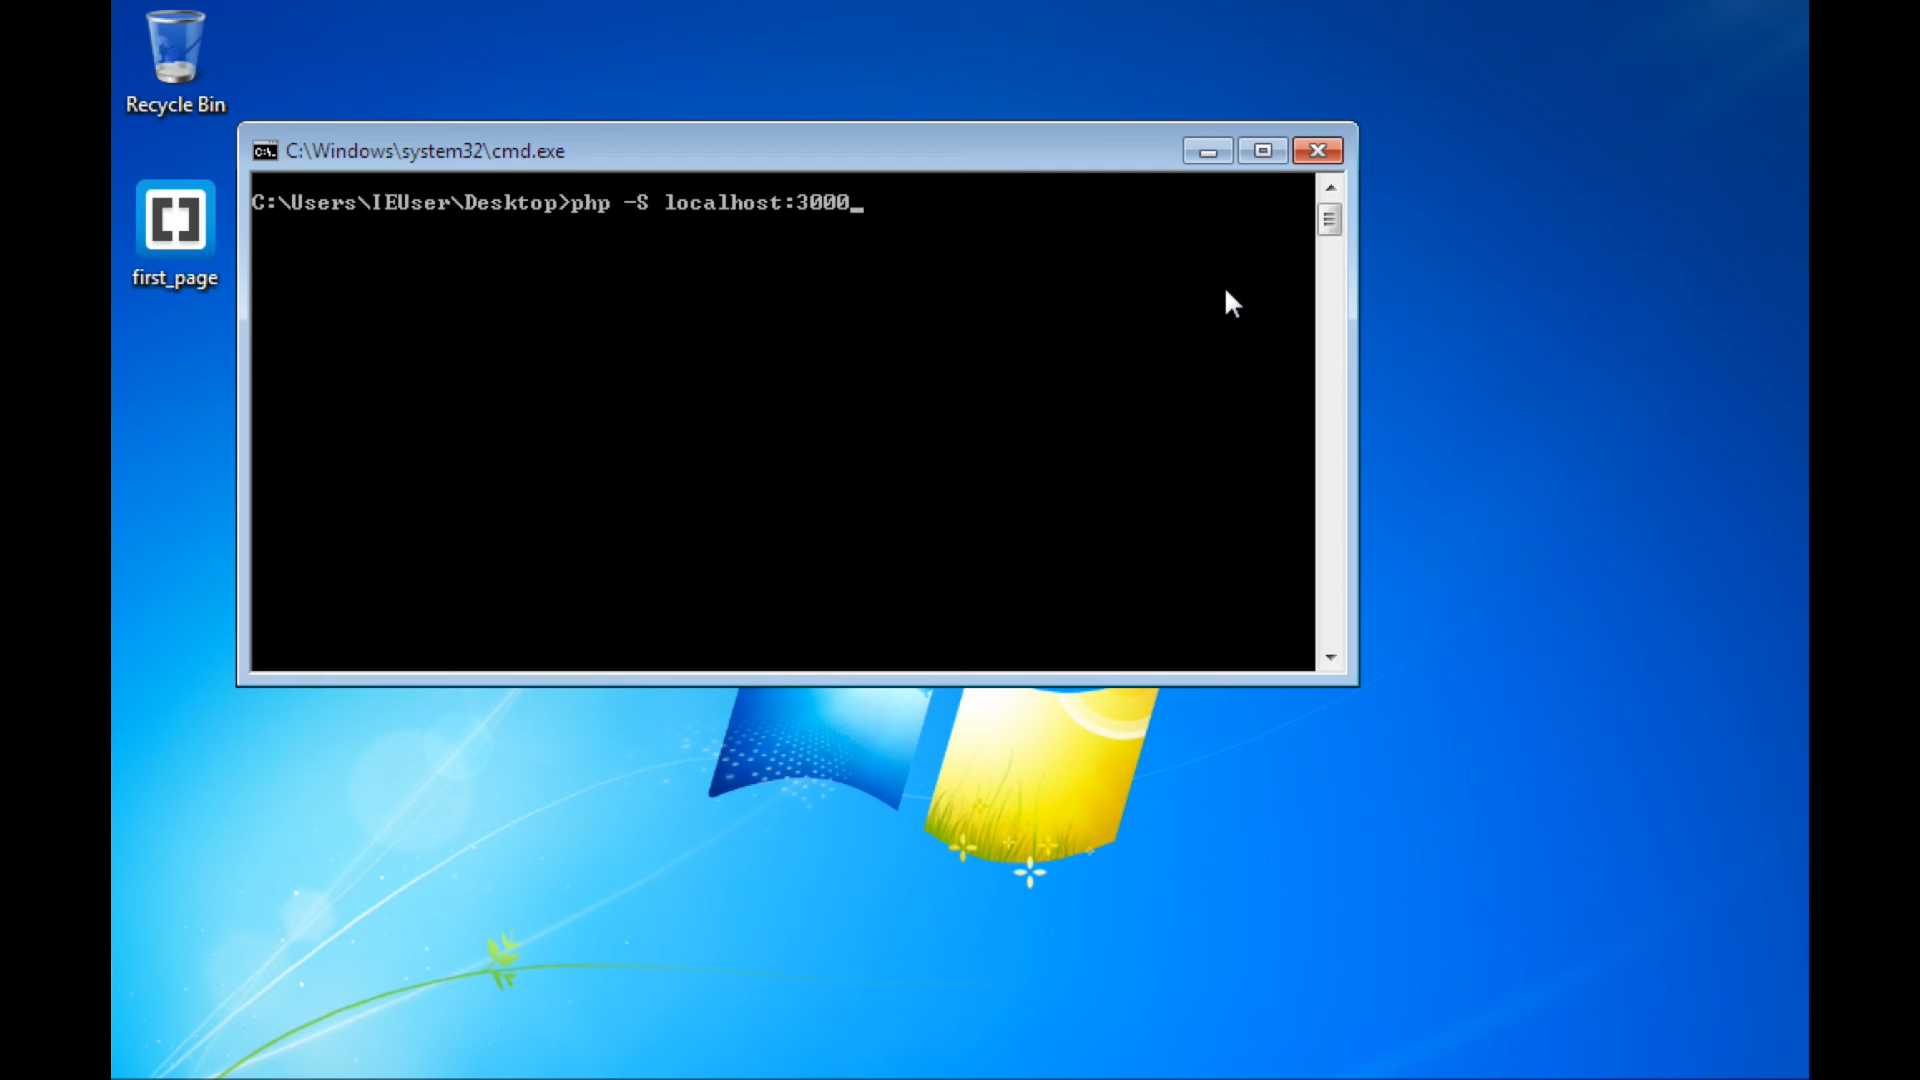 Recycle Bin
C:\Windows\system32\cmd.exe
C:\Users\IEUser\Desktop>php -S localhost:3000_
first_page